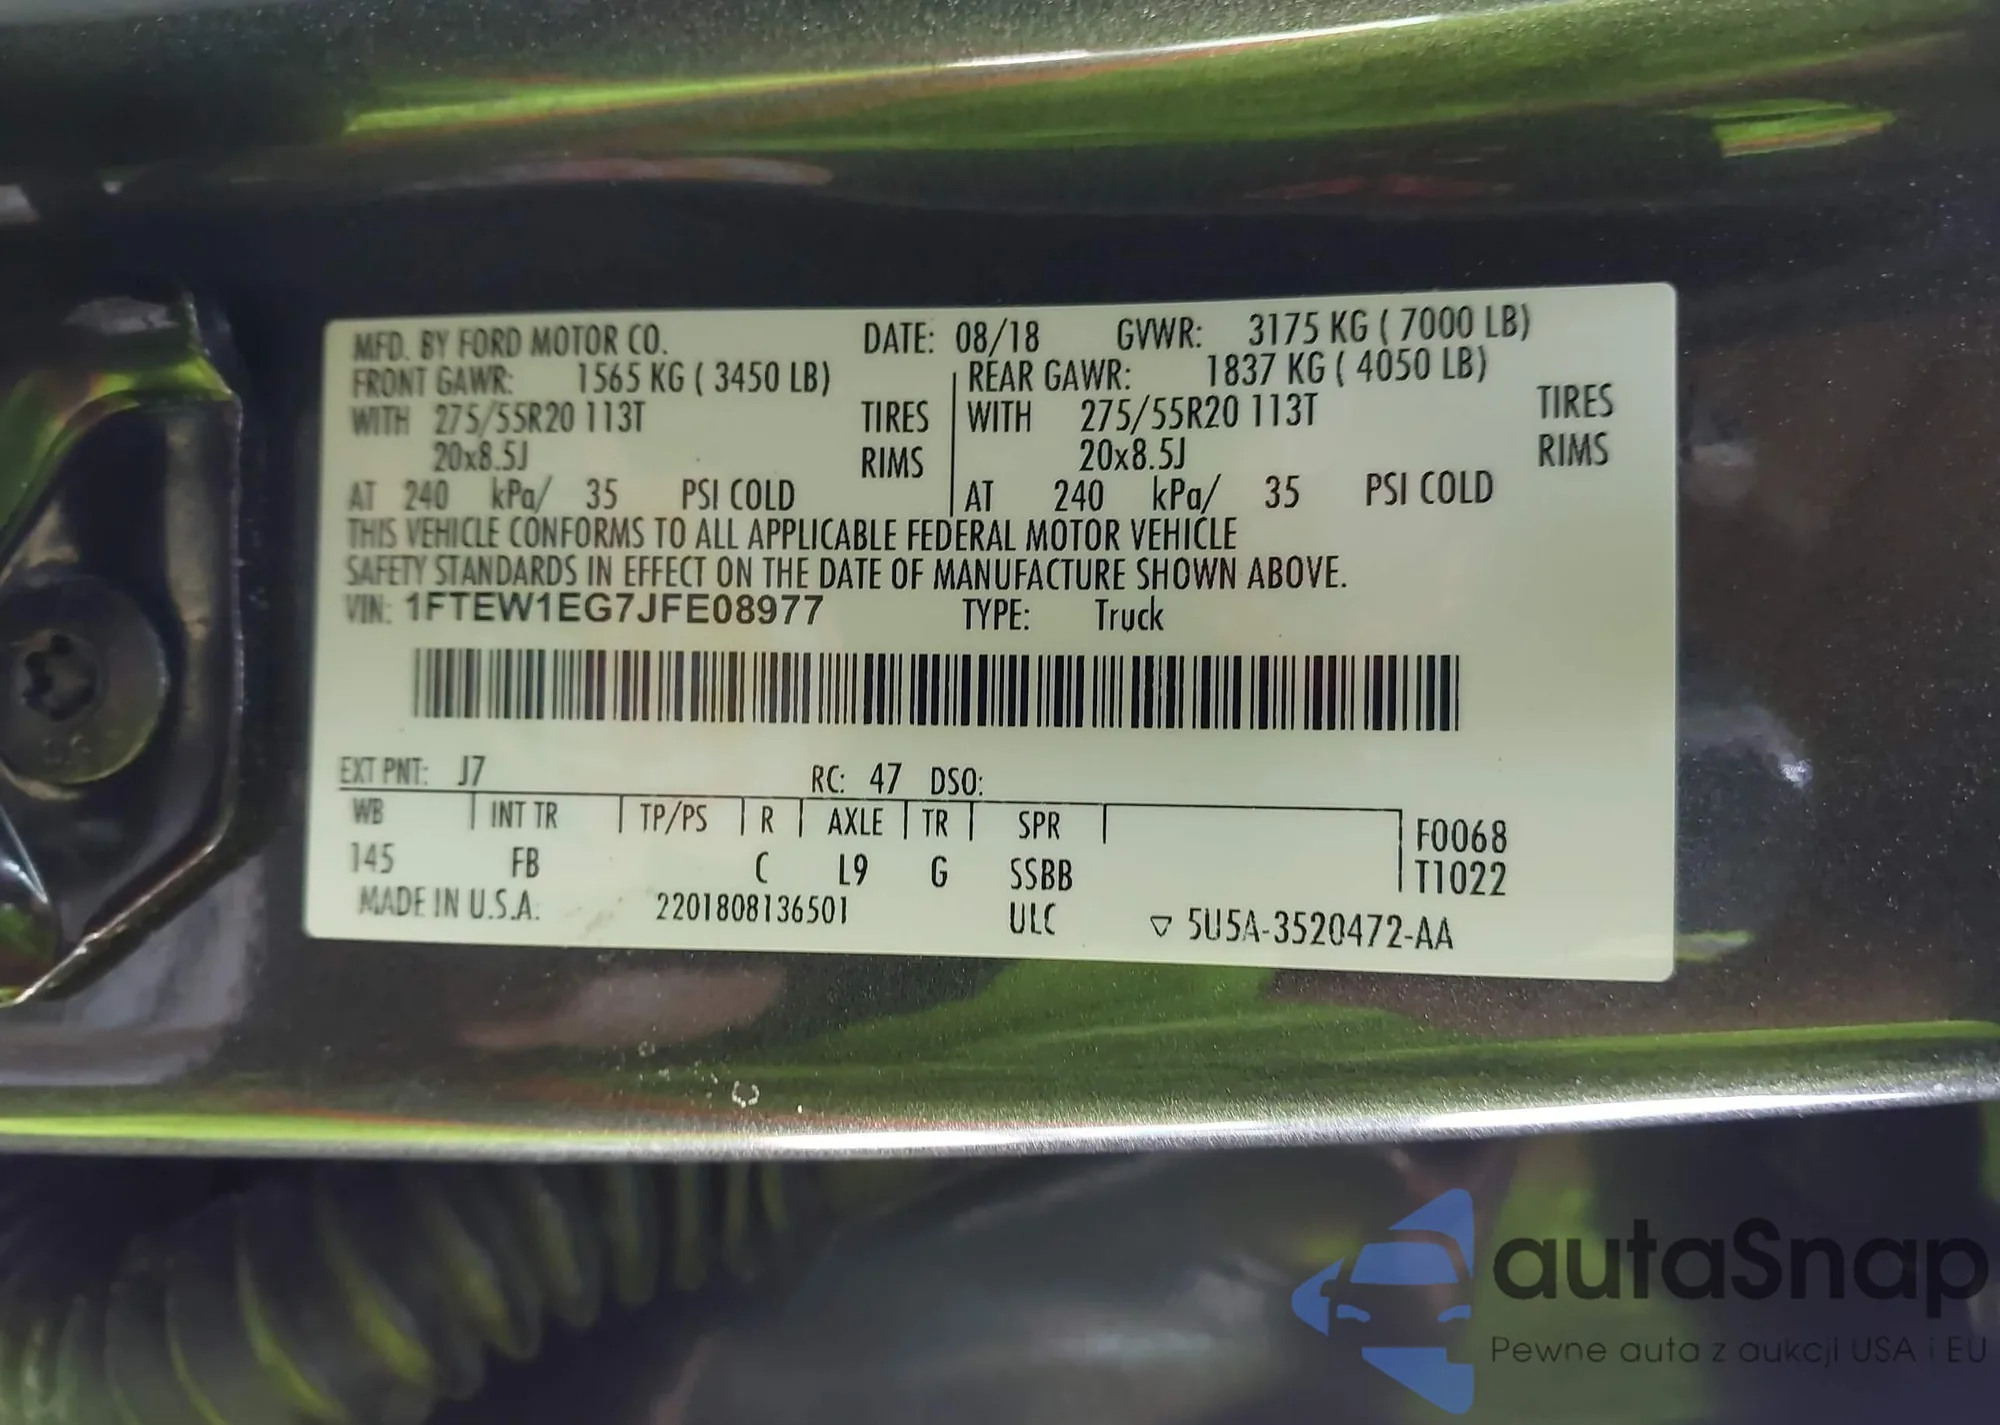 MFD. BY FORD MOTOR CO. DATE: 08/18 GVWR: 3175 KG ( 7000 LB)
FRONT GAWR: 1565 KG ( 3450 LB) REAR GAWR: 1837 KG ( 4050 LB)
WITH 275/55R20 113T TIRES WITH 275/55R20 113T TIRES
20x8.5J RIMS 20x8.5J RIMS
AT 240 kPa/ 35 PSI COLD AT 240 kPa/ 35 PSI COLD
THIS VEHICLE CONFORMS TO ALL APPLICABLE FEDERAL MOTOR VEHICLE
SAFETY STANDARDS IN EFFECT ON THE DATE OF MANUFACTURE SHOWN ABOVE.
VIN: 1FTEW1EG7JFE08977 TYPE: Truck
EXT PNT: J7 RC: 47 DSO:
WB INT TR TP/PS R AXLE TR SPR F0068
145 FB C L9 G SSBB T1022
MADE IN U.S.A. 2201808136501 ULC ▽ 5U5A-3520472-AA
autaSnap
Pewne auta z aukcji USA i EU